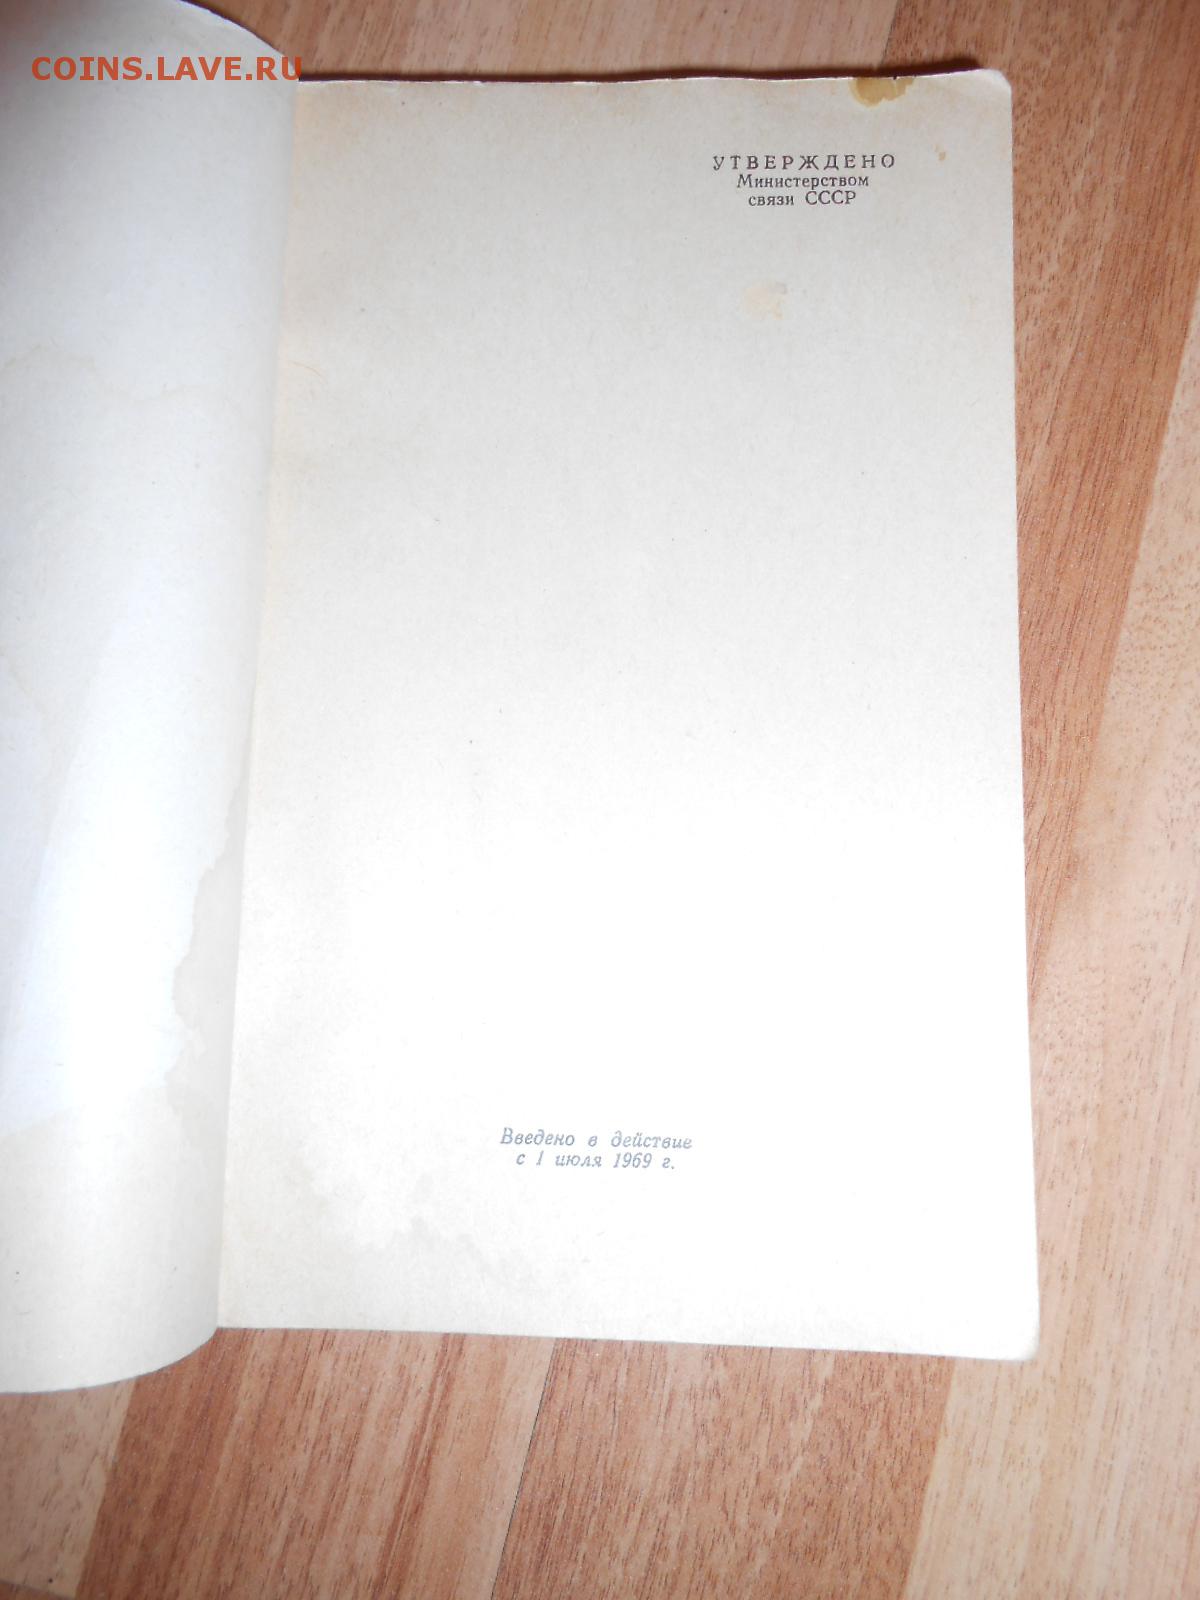 COINS.LAVE.RU
УТВЕРЖДЕНО
Министерством
связи СССР
Введено в действие
с 1 июля 1969 г.